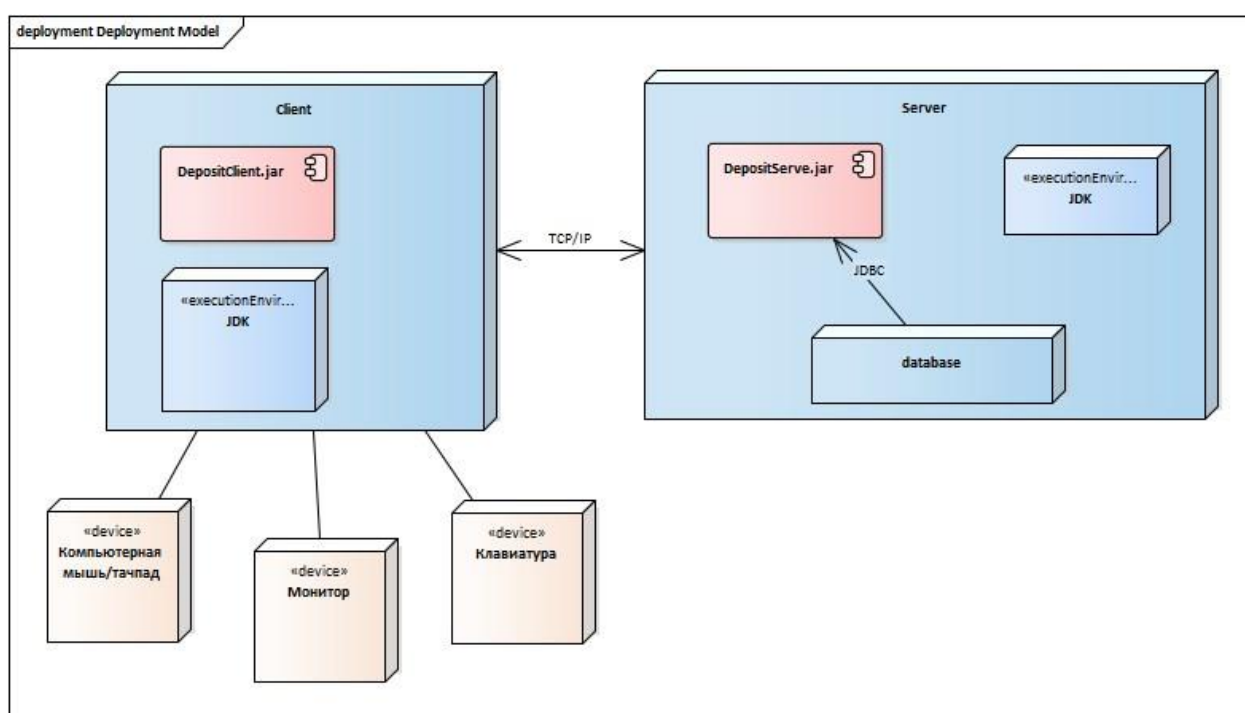 deployment Deployment Model
Client
DepositClient.jar
«executionEnvir...
JDK
TCP/IP
Server
DepositServe.jar
«executionEnvir...
JDK
JDBC
database
«device»
Компьютерная
мышь/тачпад
«device»
Монитор
«device»
Клавиатура